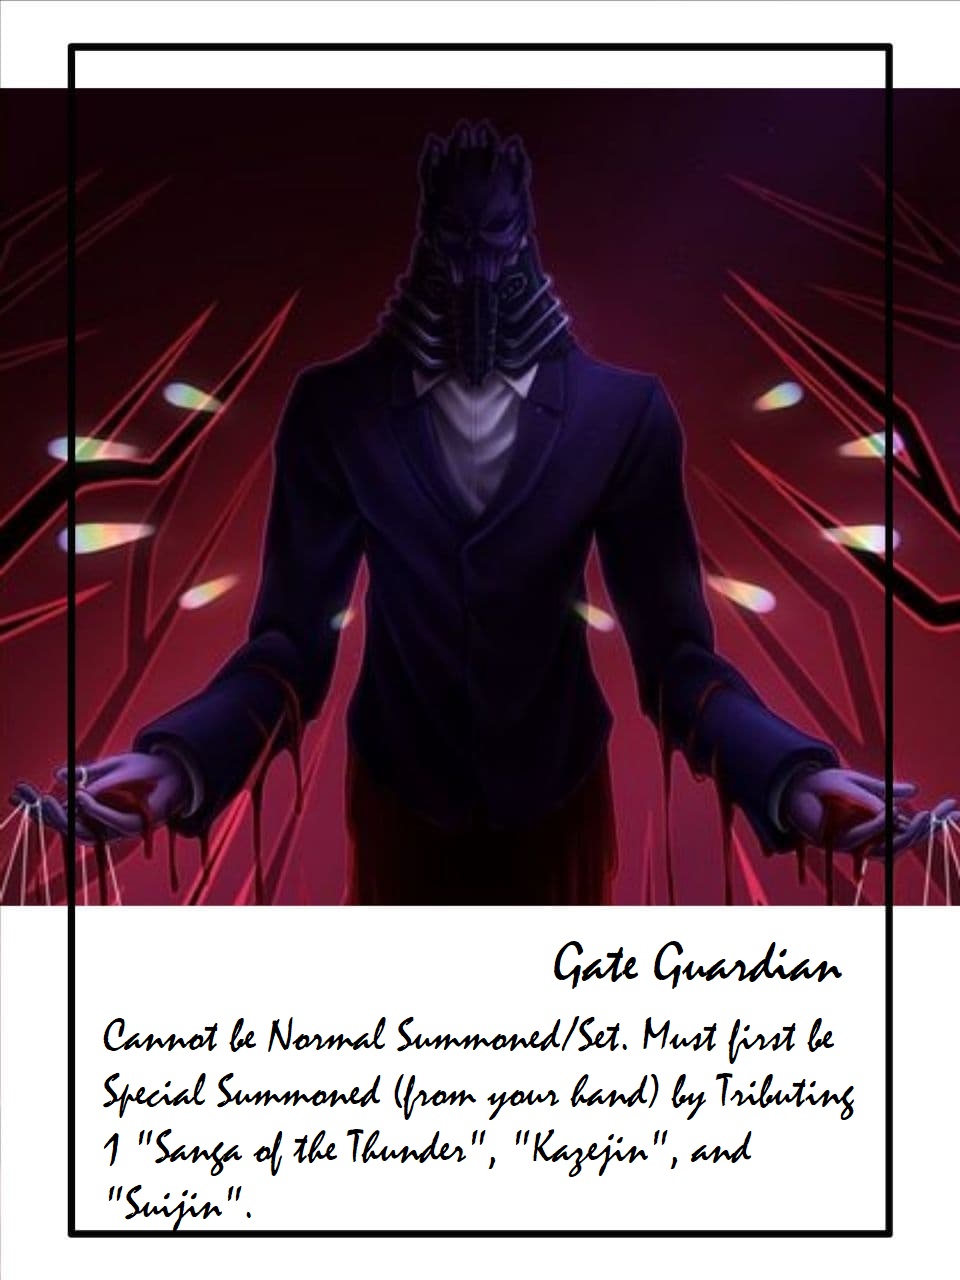 Gate Guardian
Cannot be Normal Summoned/Set. Must first be
Special Summoned (from your hand) by Tributing
1 "Sanga of the Thunder", "Kazejin", and
"Suijin".